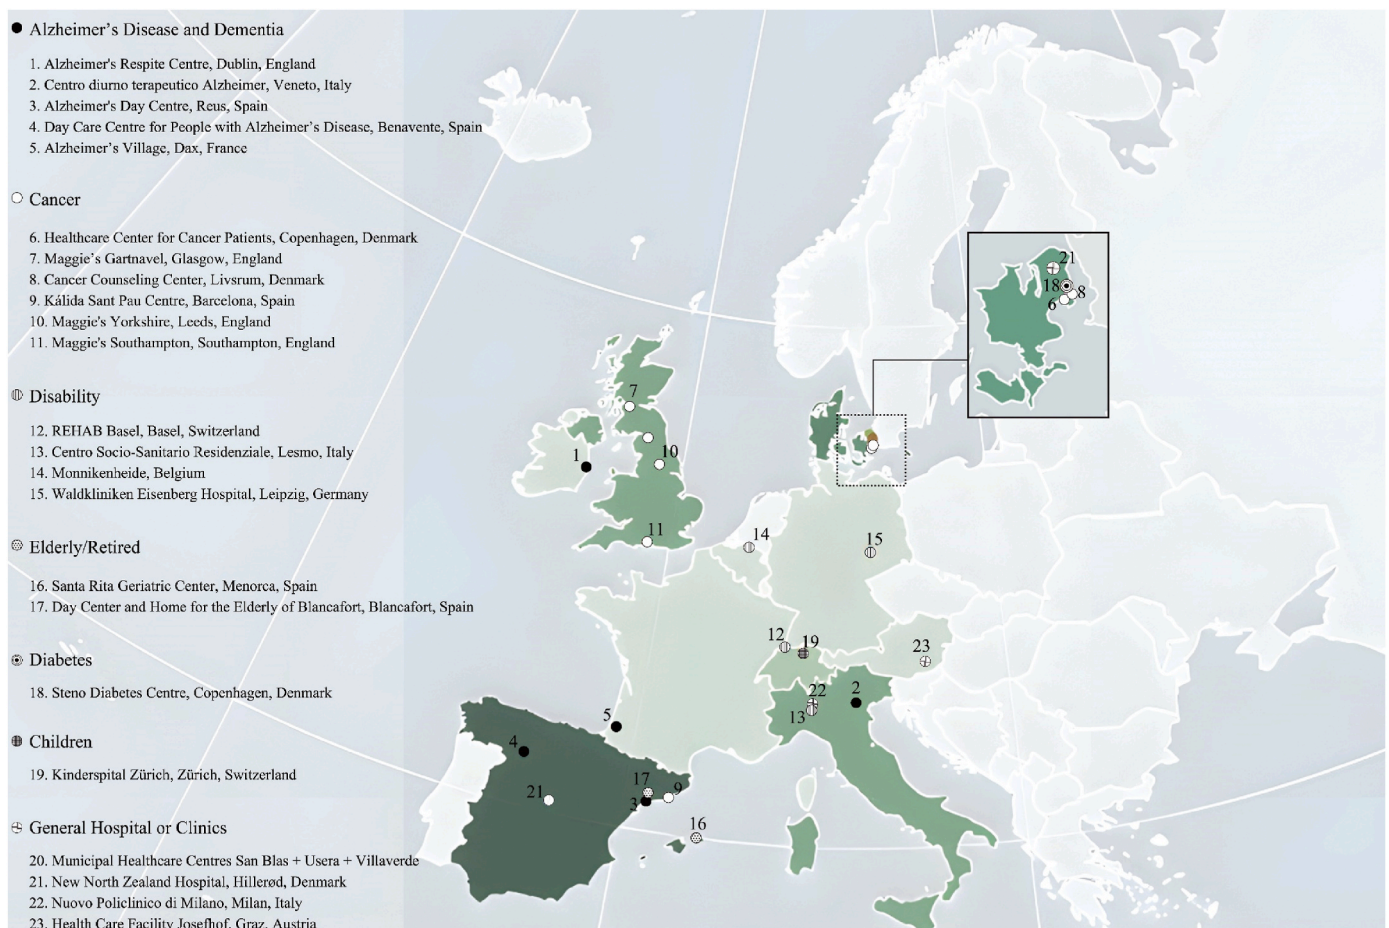 Alzheimer's Disease and Dementia
1. Alzheimer's Respite Centre, Dublin, England
2. Centro diurno terapeutico Alzheimer, Veneto, Italy
3. Alzheimer's Day Centre, Reus, Spain
4. Day Care Centre for People with Alzheimer's Disease, Benavente, Spain
5. Alzheimer's Village, Dax, France
Cancer
6. Healthcare Center for Cancer Patients, Copenhagen, Denmark
7. Maggie's Gartnavel, Glasgow, England
8. Cancer Counseling Center, Livsrum, Denmark
9. Kálida Sant Pau Centre, Barcelona, Spain
10. Maggie's Yorkshire, Leeds, England
11. Maggie's Southampton, Southampton, England
Disability
12. REHAB Basel, Basel, Switzerland
13. Centro Socio-Sanitario Residenziale, Lesmo, Italy
14. Monnikenheide, Belgium
15. Waldkliniken Eisenberg Hospital, Leipzig, Germany
Elderly/Retired
16. Santa Rita Geriatric Center, Menorca, Spain
17. Day Center and Home for the Elderly of Blancafort, Blancafort, Spain
Diabetes
18. Steno Diabetes Centre, Copenhagen, Denmark
Children
19. Kinderspital Zürich, Zürich, Switzerland
General Hospital or Clinics
20. Municipal Healthcare Centres San Blas + Usera + Villaverde
21. New North Zealand Hospital, Hillerød, Denmark
22. Nuovo Policlinico di Milano, Milan, Italy
23. Health Care Facility Josefhof, Graz, Austria
21
18
8
6
7
10
1
11
14
15
12
19
23
22
2
13
5
4
17
21
3
9
16